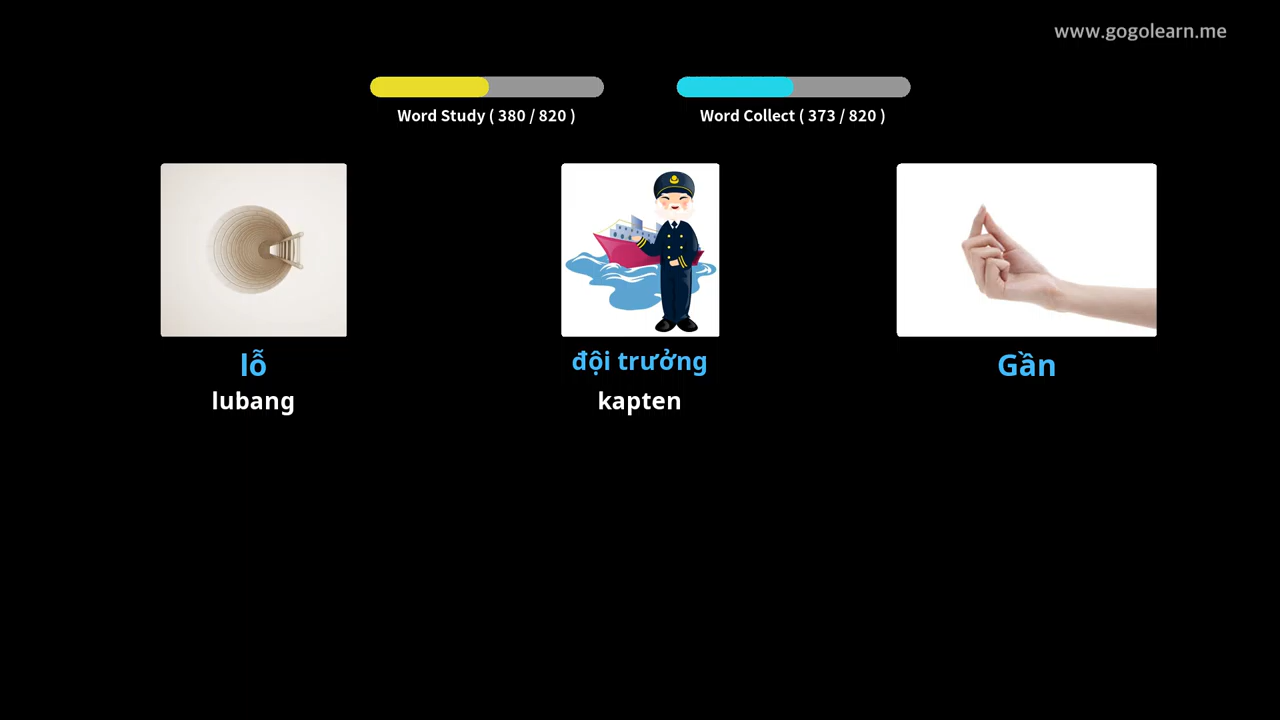 www.gogolearn.me
Word Study ( 380 / 820 )
Word Collect ( 373 / 820 )
lỗ
đội trưởng
Gần
lubang
kapten